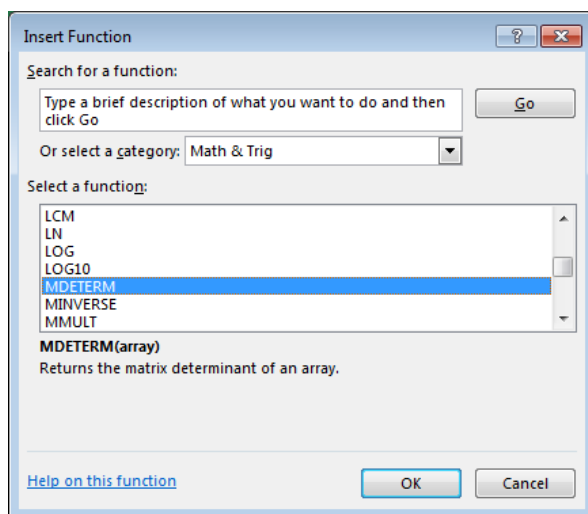 Insert Function
?
Search for a function:
Type a brief description of what you want to do and then
click Go
Go
Or select a category: Math & Trig
Select a function:
LCM
LN
LOG
LOG10
MDETERM
MINVERSE
MMULT
MDETERM(array)
Returns the matrix determinant of an array.
Help on this function
OK
Cancel